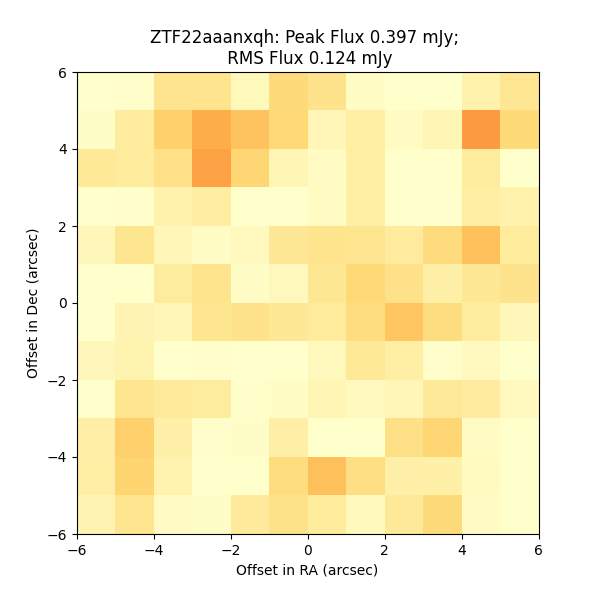 ZTF22aaanxqh: Peak Flux 0.397 mJy;
RMS Flux 0.124 mJy
6
4
2
0
−2
−4
−6
Offset in Dec (arcsec)
−6 −4 −2 0 2 4 6
Offset in RA (arcsec)